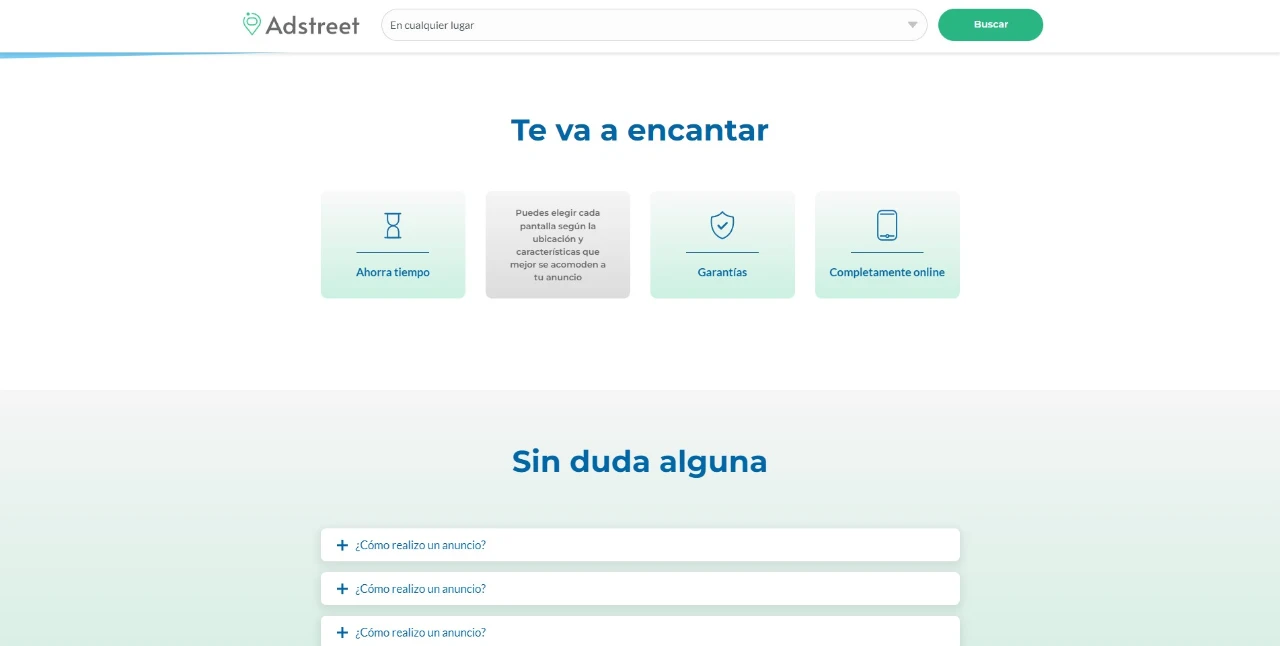 Adstreet
En cualquier lugar
Buscar
Te va a encantar
Ahorra tiempo
Puedes elegir cada
pantalla según la
ubicación y
características que
mejor se acomoden a
tu anuncio
Garantías
Completamente online
Sin duda alguna
¿Cómo realizo un anuncio?
¿Cómo realizo un anuncio?
¿Cómo realizo un anuncio?